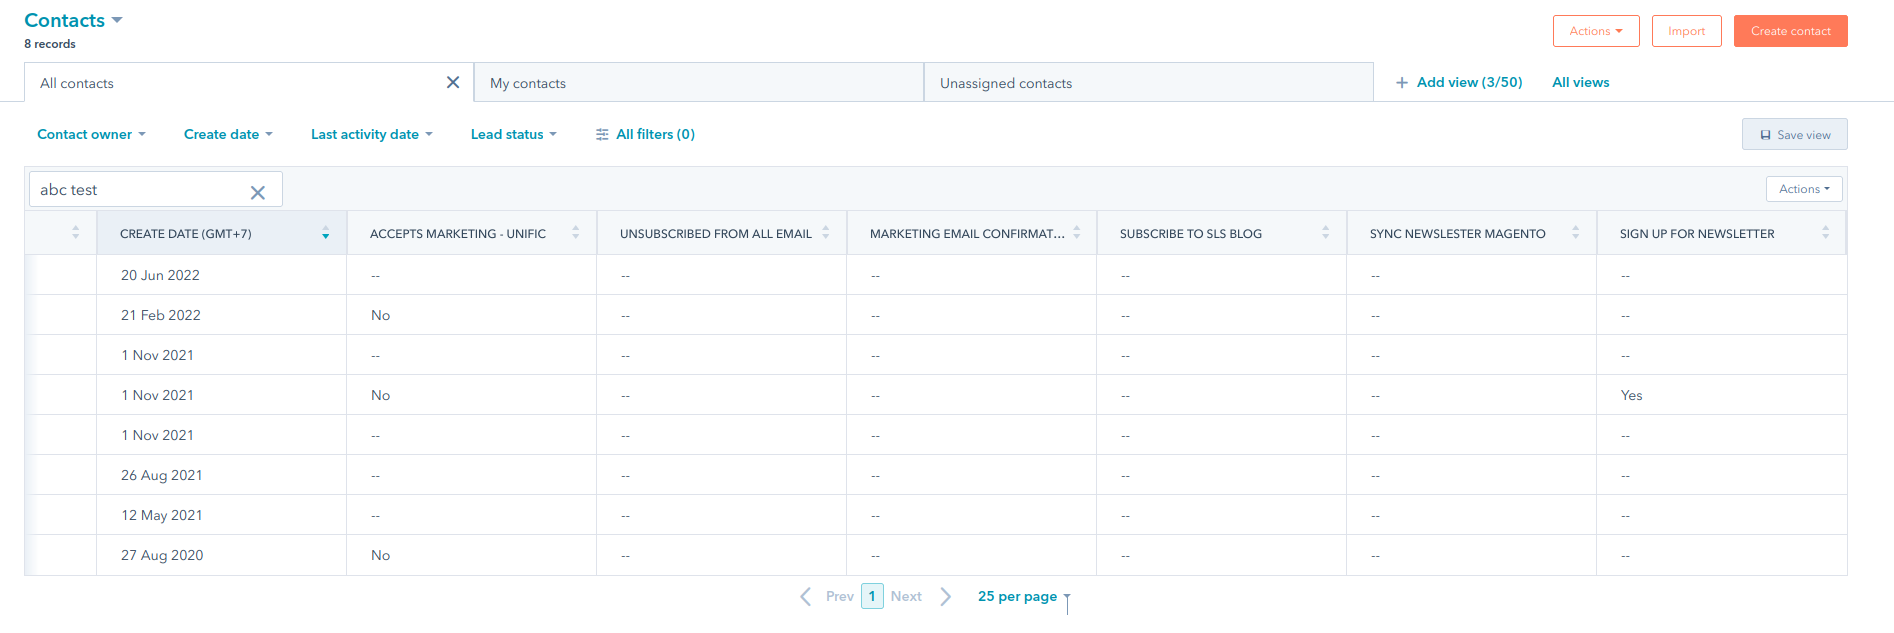 Contacts
8 records
Actions Import Create contact
All contacts My contacts Unassigned contacts + Add view (3/50) All views
Contact owner Create date Last activity date Lead status All filters (0) Save view
abc test Actions
CREATE DATE (GMT+7) ACCEPTS MARKETING - UNIFIC UNSUBSCRIBED FROM ALL EMAIL MARKETING EMAIL CONFIRMAT... SUBSCRIBE TO SLS BLOG SYNC NEWSLESTER MAGENTO SIGN UP FOR NEWSLETTER
20 Jun 2022 -- -- -- -- -- --
21 Feb 2022 No -- -- -- -- --
1 Nov 2021 -- -- -- -- -- --
1 Nov 2021 No -- -- -- -- Yes
1 Nov 2021 -- -- -- -- -- --
26 Aug 2021 -- -- -- -- -- --
12 May 2021 -- -- -- -- -- --
27 Aug 2020 No -- -- -- -- --
Prev 1 Next 25 per page